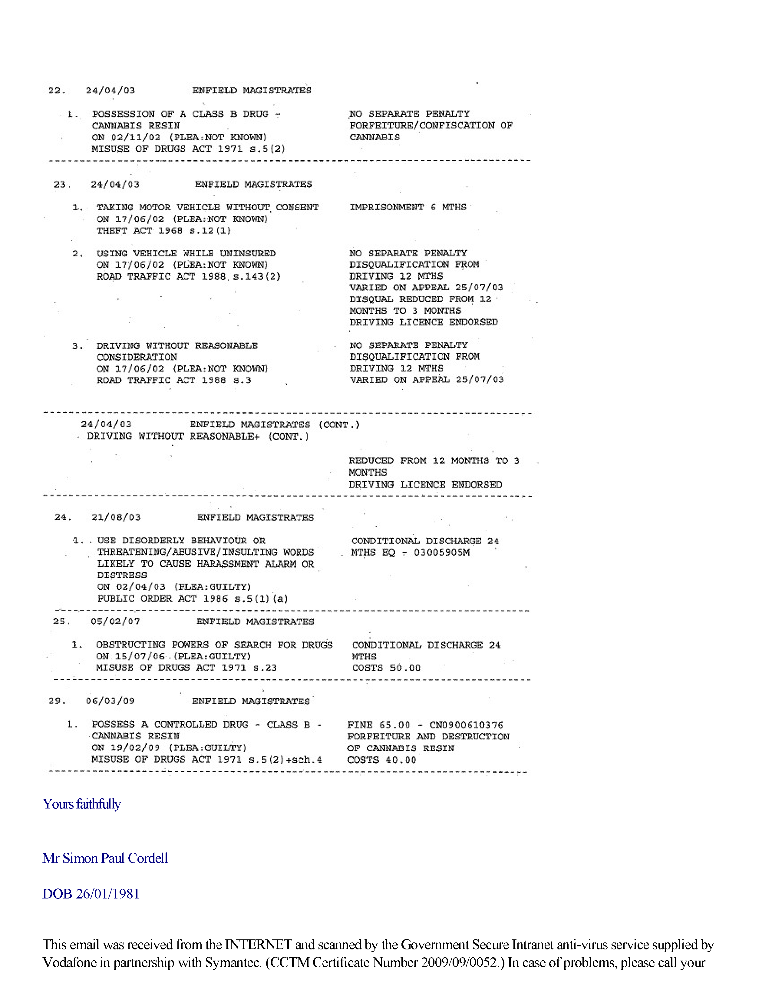 22. 24/04/03 ENFIELD MAGISTRATES
1. POSSESSION OF A CLASS B DRUG - NO SEPARATE PENALTY
CANNABIS RESIN FORFEITURE/CONFISCATION OF
ON 02/11/02 (PLEA:NOT KNOWN) CANNABIS
MISUSE OF DRUGS ACT 1971 s.5(2)
23. 24/04/03 ENFIELD MAGISTRATES
1. TAKING MOTOR VEHICLE WITHOUT CONSENT IMPRISONMENT 6 MTHS
ON 17/06/02 (PLEA:NOT KNOWN)
THEFT ACT 1968 s.12(1)
2. USING VEHICLE WHILE UNINSURED NO SEPARATE PENALTY
ON 17/06/02 (PLEA:NOT KNOWN) DISQUALIFICATION FROM
ROAD TRAFFIC ACT 1988 s.143(2) DRIVING 12 MTHS
VARIED ON APPEAL 25/07/03
DISQUAL REDUCED FROM 12
MONTHS TO 3 MONTHS
DRIVING LICENCE ENDORSED
3. DRIVING WITHOUT REASONABLE NO SEPARATE PENALTY
CONSIDERATION DISQUALIFICATION FROM
ON 17/06/02 (PLEA:NOT KNOWN) DRIVING 12 MTHS
ROAD TRAFFIC ACT 1988 s.3 VARIED ON APPEAL 25/07/03
24/04/03 ENFIELD MAGISTRATES (CONT.)
DRIVING WITHOUT REASONABLE+ (CONT.)
REDUCED FROM 12 MONTHS TO 3
MONTHS
DRIVING LICENCE ENDORSED
24. 21/08/03 ENFIELD MAGISTRATES
1. USE DISORDERLY BEHAVIOUR OR CONDITIONAL DISCHARGE 24
THREATENING/ABUSIVE/INSULTING WORDS MTHS EQ - 03005905M
LIKELY TO CAUSE HARASSMENT ALARM OR
DISTRESS
ON 02/04/03 (PLEA:GUILTY)
PUBLIC ORDER ACT 1986 s.5(1)(a)
25. 05/02/07 ENFIELD MAGISTRATES
1. OBSTRUCTING POWERS OF SEARCH FOR DRUGS CONDITIONAL DISCHARGE 24
ON 15/07/06 (PLEA:GUILTY) MTHS
MISUSE OF DRUGS ACT 1971 s.23 COSTS 50.00
29. 06/03/09 ENFIELD MAGISTRATES
1. POSSESS A CONTROLLED DRUG - CLASS B - FINE 65.00 - CN0900610376
CANNABIS RESIN FORFEITURE AND DESTRUCTION
ON 19/02/09 (PLEA:GUILTY) OF CANNABIS RESIN
MISUSE OF DRUGS ACT 1971 s.5(2)+sch.4 COSTS 40.00
Yours faithfully
Mr Simon Paul Cordell
DOB 26/01/1981
This email was received from the INTERNET and scanned by the Government Secure Intranet anti-virus service supplied by
Vodafone in partnership with Symantec. (CCTM Certificate Number 2009/09/0052.) In case of problems, please call your